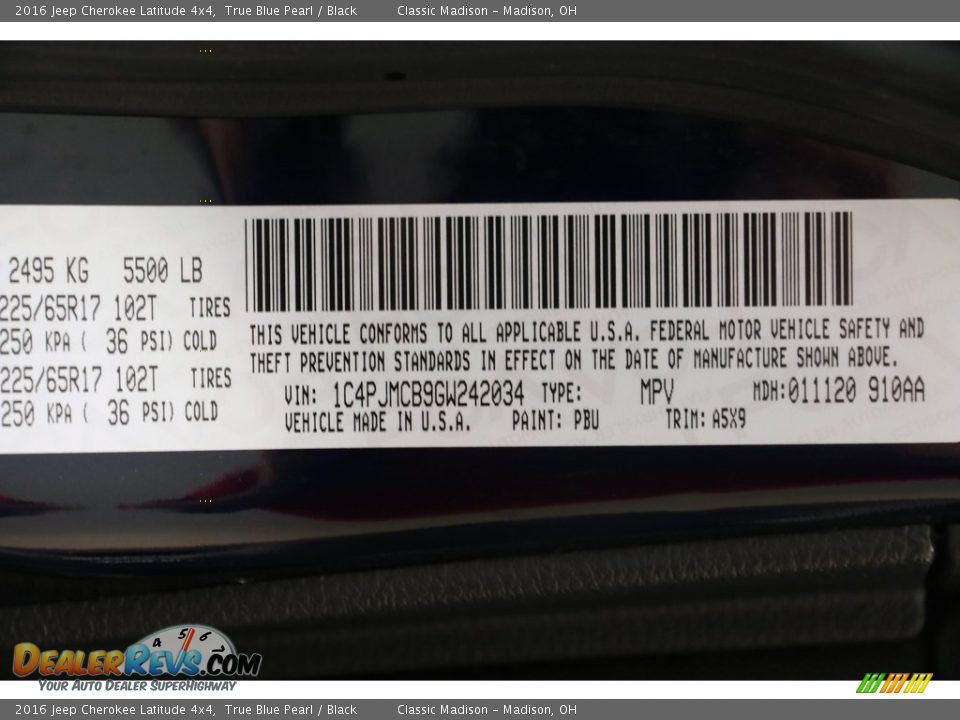 2016 Jeep Cherokee Latitude 4x4, True Blue Pearl / Black Classic Madison - Madison, OH
2495 KG 5500 LB
225/65R17 102T TIRES
250 KPA ( 36 PSI) COLD
225/65R17 102T TIRES
250 KPA ( 36 PSI) COLD
THIS VEHICLE CONFORMS TO ALL APPLICABLE U.S.A. FEDERAL MOTOR VEHICLE SAFETY AND
THEFT PREVENTION STANDARDS IN EFFECT ON THE DATE OF MANUFACTURE SHOWN ABOVE.
VIN: 1C4PJMCB9GW242034 TYPE: MPV MDH:011120 910AA
VEHICLE MADE IN U.S.A. PAINT: PBU TRIM: A5X9
4 5 6
DEALERREVS.COM
YOUR AUTO DEALER SUPERHIGHWAY
2016 Jeep Cherokee Latitude 4x4, True Blue Pearl / Black Classic Madison - Madison, OH